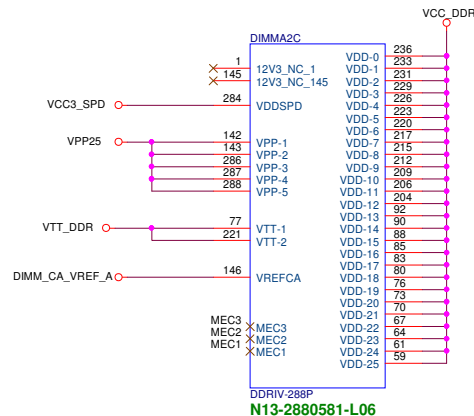 VCC_DDR
DIMMA2C
1 12V3_NC_1
145 12V3_NC_145
VCC3_SPD 284 VDDSPD
VPP25 142 VPP-1
143 VPP-2
286 VPP-3
287 VPP-4
288 VPP-5
VTT_DDR 77 VTT-1
221 VTT-2
DIMM_CA_VREF_A 146 VREFCA
MEC3 MEC3
MEC2 MEC2
MEC1 MEC1
VDD-0 236
VDD-1 233
VDD-2 231
VDD-3 229
VDD-4 226
VDD-5 223
VDD-6 220
VDD-7 217
VDD-8 215
VDD-9 212
VDD-10 209
VDD-11 206
VDD-12 204
VDD-13 92
VDD-14 90
VDD-15 88
VDD-16 85
VDD-17 83
VDD-18 80
VDD-19 76
VDD-20 73
VDD-21 70
VDD-22 67
VDD-23 64
VDD-24 61
VDD-25 59
DDRIV-288P
N13-2880581-L06